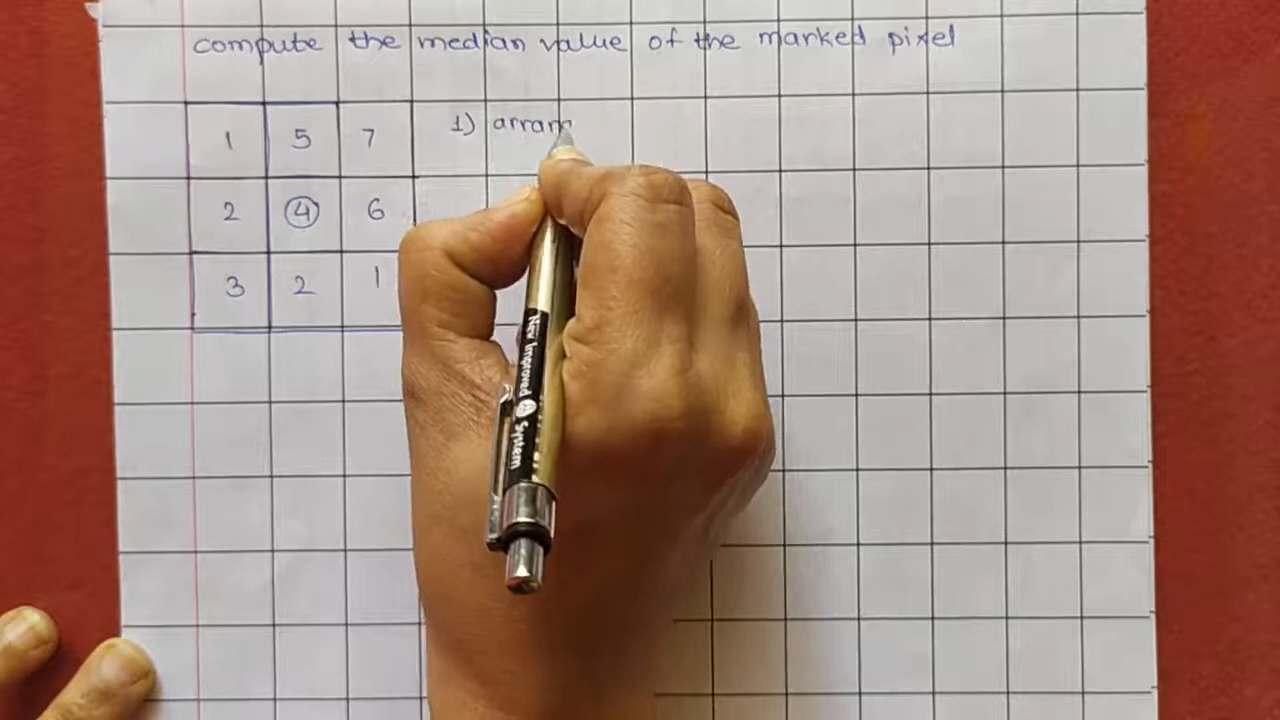 compute the median value of the marked pixel
1 5 7
1) arran
2 4 6
3 2 1
New Improved System